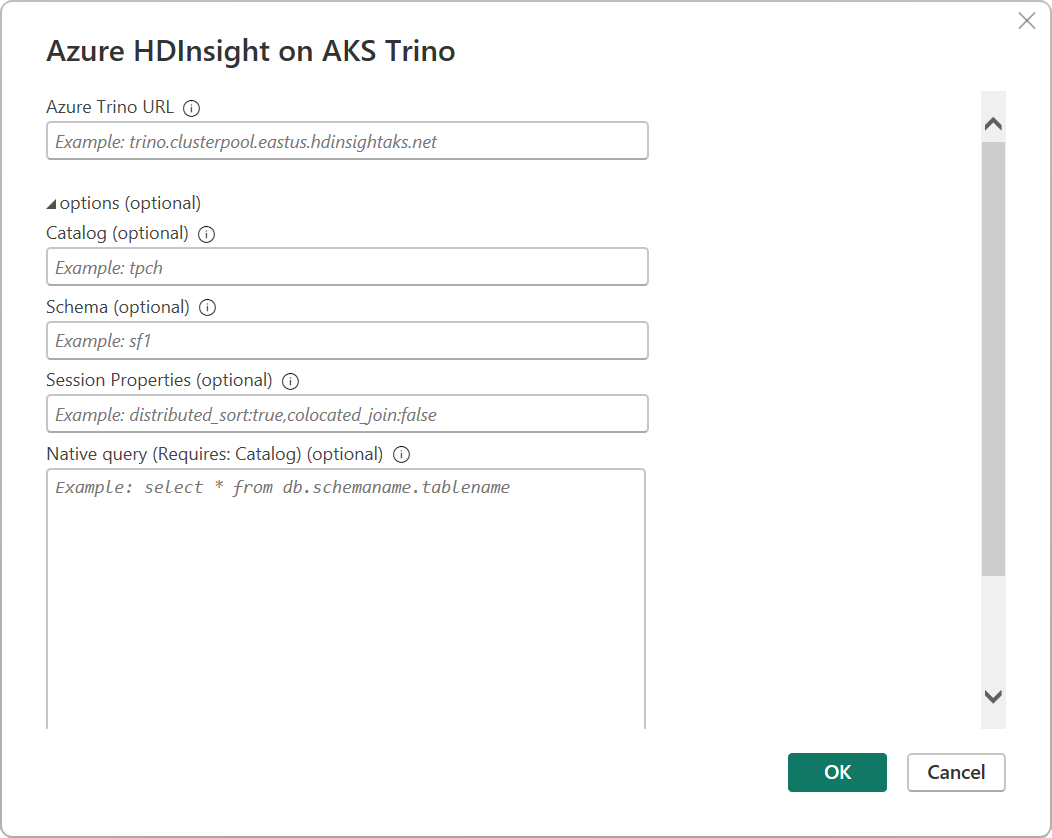 Azure HDInsight on AKS Trino
Azure Trino URL
Example: trino.clusterpool.eastus.hdinsightaks.net
options (optional)
Catalog (optional)
Example: tpch
Schema (optional)
Example: sf1
Session Properties (optional)
Example: distributed_sort:true,colocated_join:false
Native query (Requires: Catalog) (optional)
Example: select * from db.schemaname.tablename
OK
Cancel